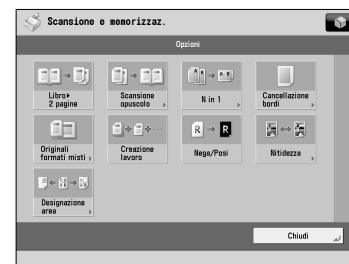 Scansione e memorizzaz.
Opzioni
Libro▶
2 pagine
Scansione
opuscolo
N in 1
Cancellazione
bordi
Originali
formati misti
Creazione
lavoro
R
R
Nega/Posi
Nitidezza
Designazione
area
Chiudi